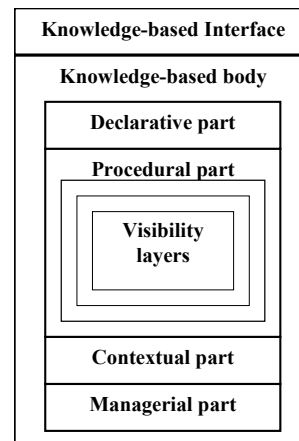 Knowledge-based Interface
Knowledge-based body
Declarative part
Procedural part
Visibility
layers
Contextual part
Managerial part